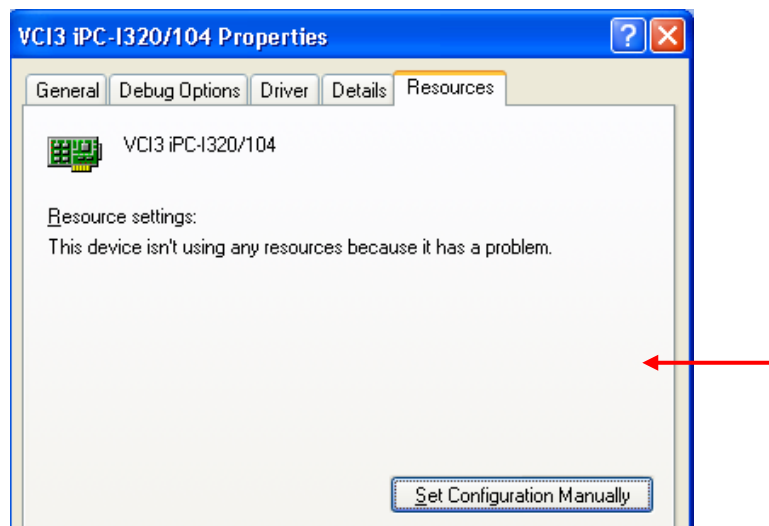 VCI3 iPC-I320/104 Properties
General Debug Options Driver Details Resources
VCI3 iPC-I320/104
Resource settings:
This device isn't using any resources because it has a problem.
Set Configuration Manually